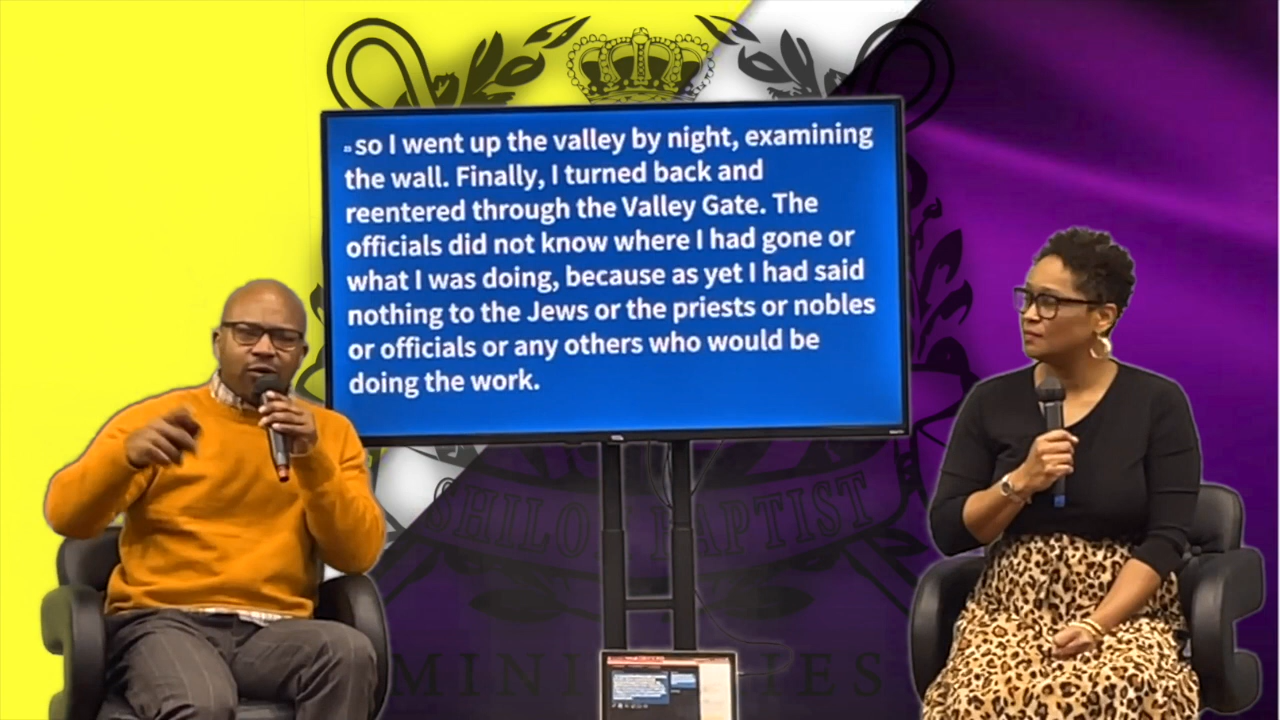 so I went up the valley by night, examining
the wall. Finally, I turned back and
reentered through the Valley Gate. The
officials did not know where I had gone or
what I was doing, because as yet I had said
nothing to the Jews or the priests or nobles
or officials or any others who would be
doing the work.
SHILOH BAPTIST